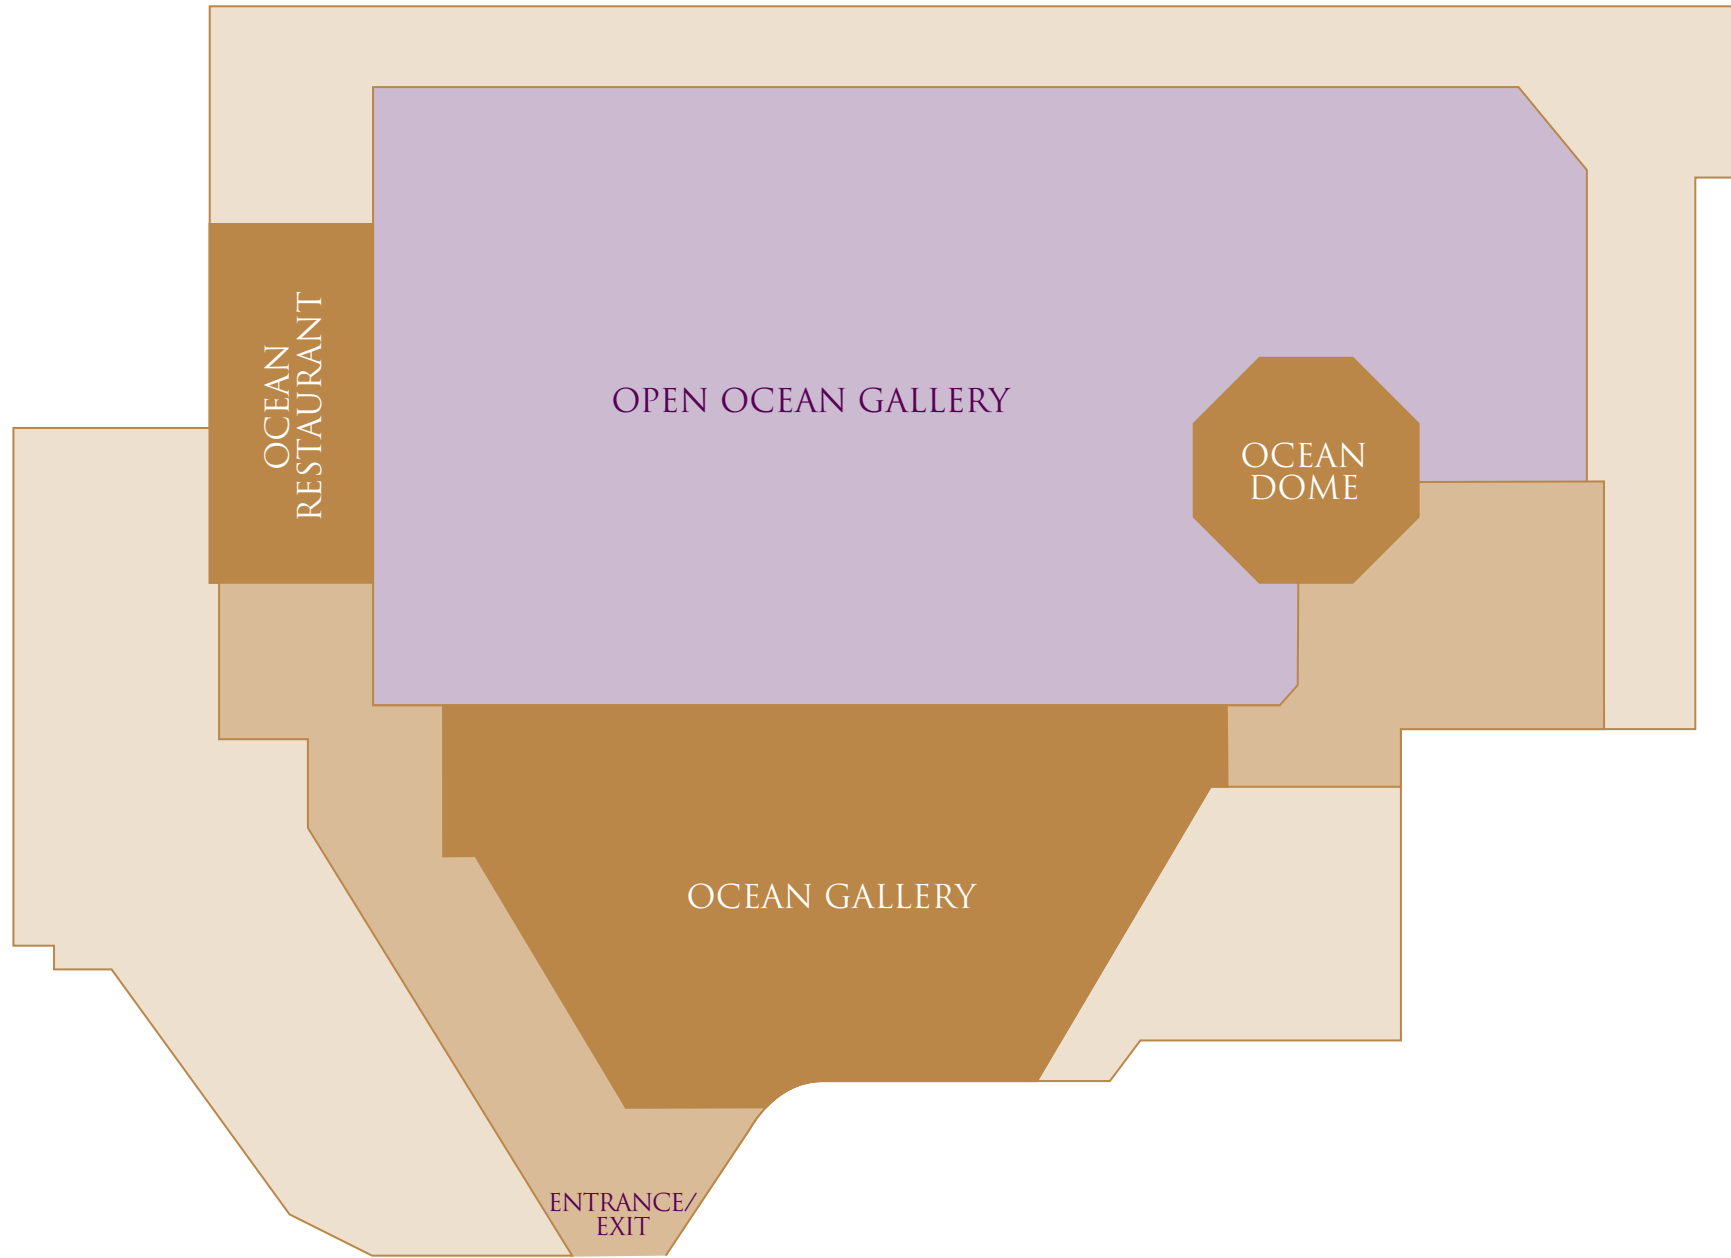 OPEN OCEAN GALLERY
OCEAN
RESTAURANT
OCEAN
DOME
OCEAN GALLERY
ENTRANCE/
EXIT